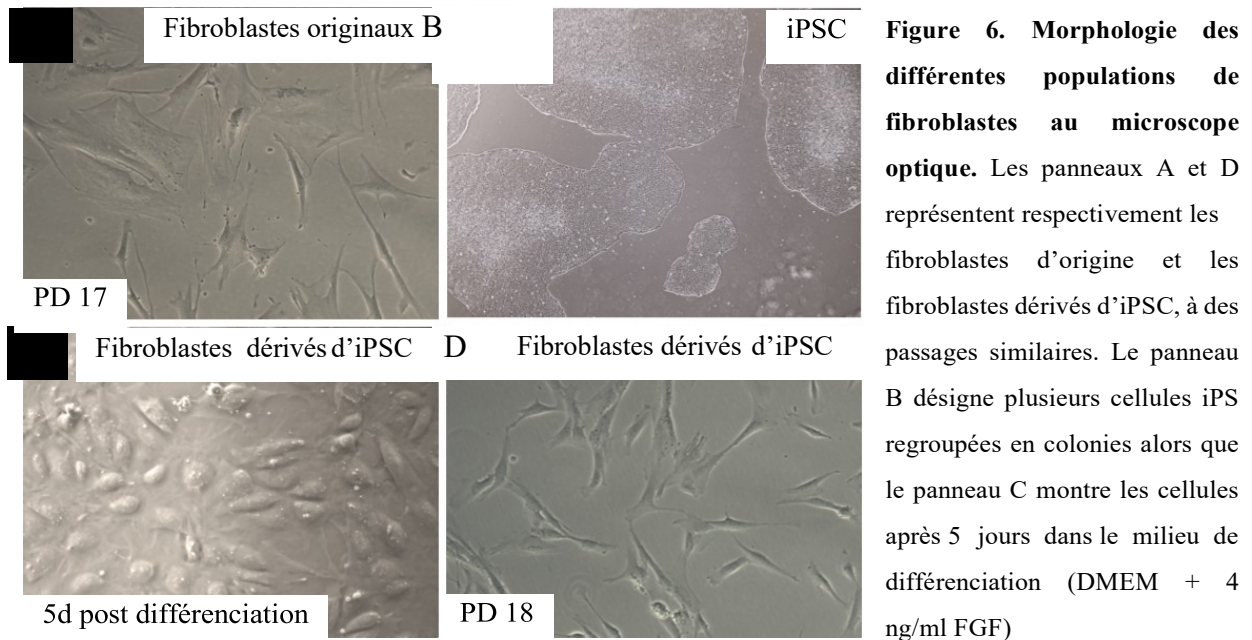 Fibroblastes originaux B
iPSC
PD 17
Fibroblastes dérivés d’iPSC D
Fibroblastes dérivés d’iPSC
5d post différenciation
PD 18
Figure 6. Morphologie des
différentes populations de
fibroblastes au microscope
optique. Les panneaux A et D
représentent respectivement les
fibroblastes d’origine et les
fibroblastes dérivés d’iPSC, à des
passages similaires. Le panneau
B désigne plusieurs cellules iPS
regroupées en colonies alors que
le panneau C montre les cellules
après 5 jours dans le milieu de
différenciation (DMEM + 4
ng/ml FGF)